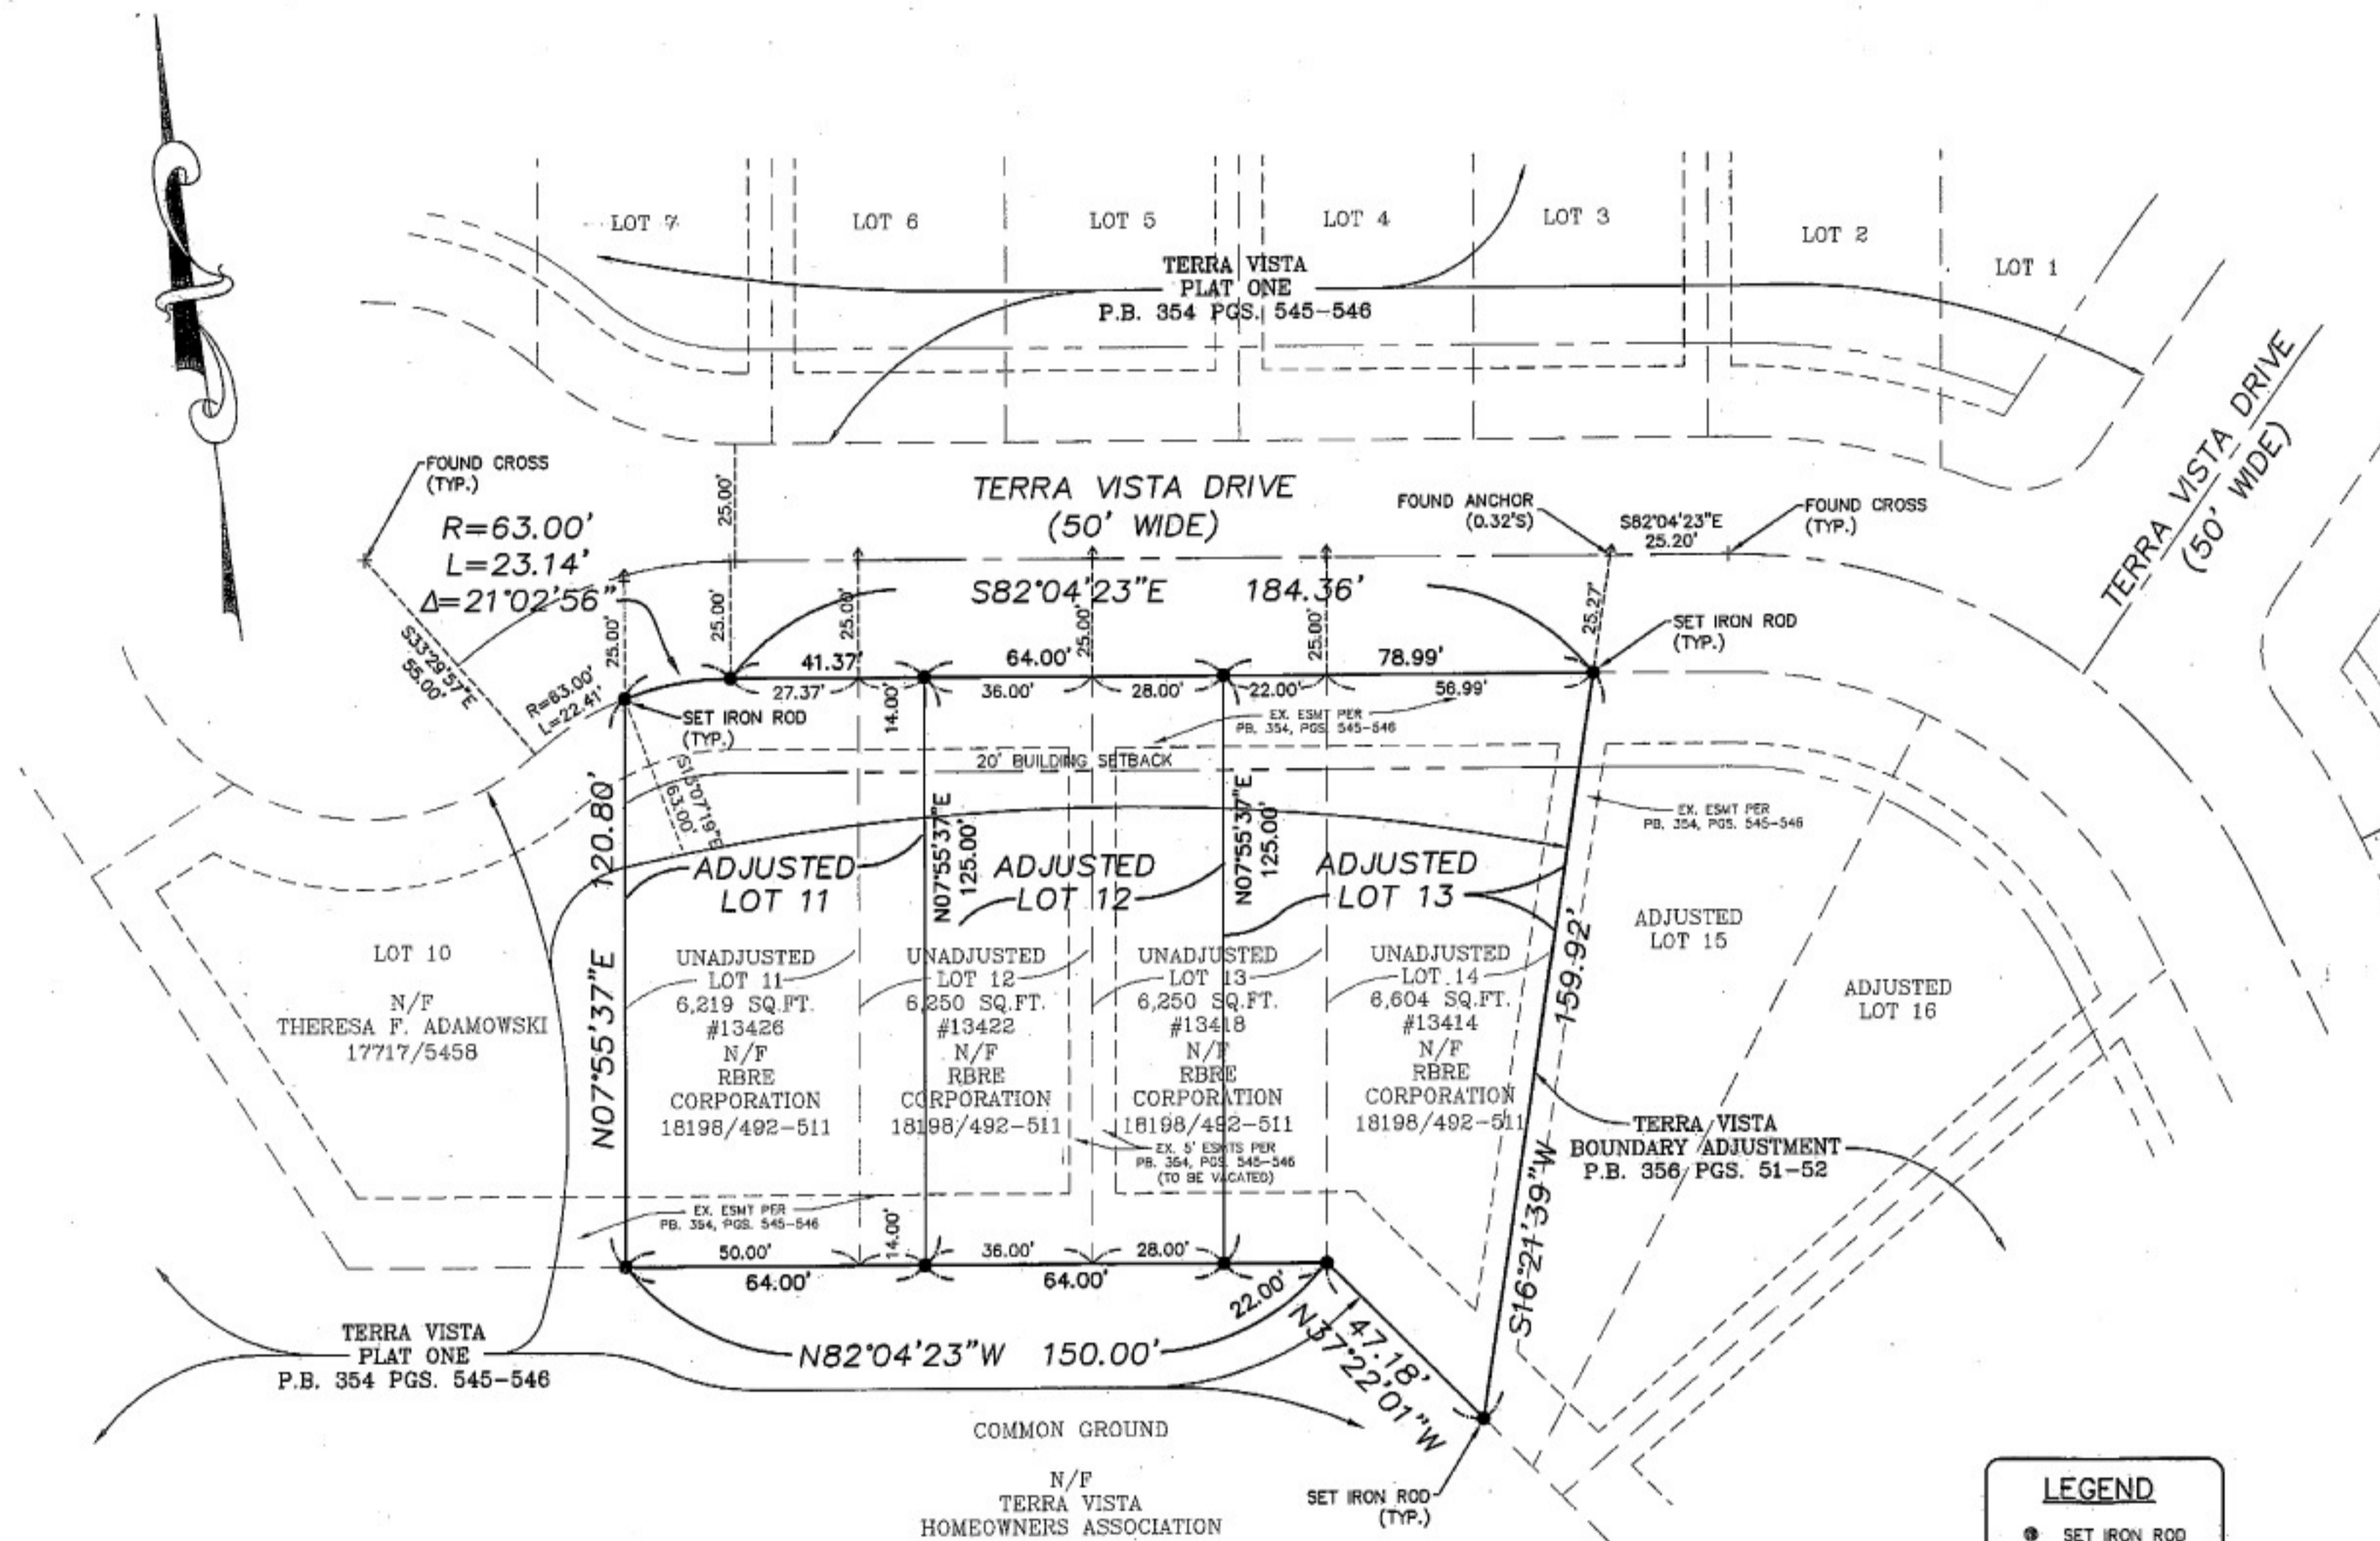 LOT 7
LOT 6
LOT 5
LOT 4
LOT 3
LOT 2
LOT 1
TERRA VISTA
PLAT ONE
P.B. 354 PGS. 545-546
TERRA VISTA DRIVE
(50' WIDE)
FOUND CROSS
(TYP.)
R=63.00'
L=23.14'
Δ=21°02'56"
25.00'
TERRA VISTA DRIVE
(50' WIDE)
FOUND ANCHOR
(0.32'S)
S82°04'23"E
25.20'
FOUND CROSS
(TYP.)
S82°04'23"E 184.36'
25.00'
25.00'
25.00'
25.00'
25.00'
25.27'
SET IRON ROD
(TYP.)
S33°29'57"E
55.00'
R=63.00'
L=22.41'
41.37'
64.00'
78.99'
27.37'
14.00'
36.00'
28.00'
22.00'
56.99'
SET IRON ROD
(TYP.)
EX. ESMT PER
PB. 354, PGS. 545-546
20' BUILDING SETBACK
63.00'
EX. ESMT PER
PB. 354, PGS. 545-546
N07°55'37"E 120.80'
N07°55'37"E
125.00'
N07°55'37"E
125.00'
ADJUSTED
LOT 11
ADJUSTED
LOT 12
ADJUSTED
LOT 13
ADJUSTED
LOT 15
ADJUSTED
LOT 16
LOT 10
N/F
THERESA F. ADAMOWSKI
17717/5458
UNADJUSTED
LOT 11
6,219 SQ.FT.
#13426
N/F
RBRE
CORPORATION
18198/492-511
UNADJUSTED
LOT 12
6,250 SQ.FT.
#13422
N/F
RBRE
CORPORATION
18198/492-511
UNADJUSTED
LOT 13
6,250 SQ.FT.
#13418
N/F
RBRE
CORPORATION
18198/492-511
UNADJUSTED
LOT 14
6,604 SQ.FT.
#13414
N/F
RBRE
CORPORATION
18198/492-511
EX. 5' ESMTS PER
PB. 354, PGS. 545-546
(TO BE VACATED)
S16°21'39"W 159.92'
TERRA VISTA
BOUNDARY ADJUSTMENT
P.B. 356 PGS. 51-52
EX. ESMT PER
PB. 354, PGS. 545-546
50.00'
14.00'
36.00'
28.00'
64.00'
64.00'
22.00'
N82°04'23"W 150.00'
47.18'
N37°22'01"W
TERRA VISTA
PLAT ONE
P.B. 354 PGS. 545-546
COMMON GROUND
N/F
TERRA VISTA
HOMEOWNERS ASSOCIATION
SET IRON ROD
(TYP.)
LEGEND
SET IRON ROD